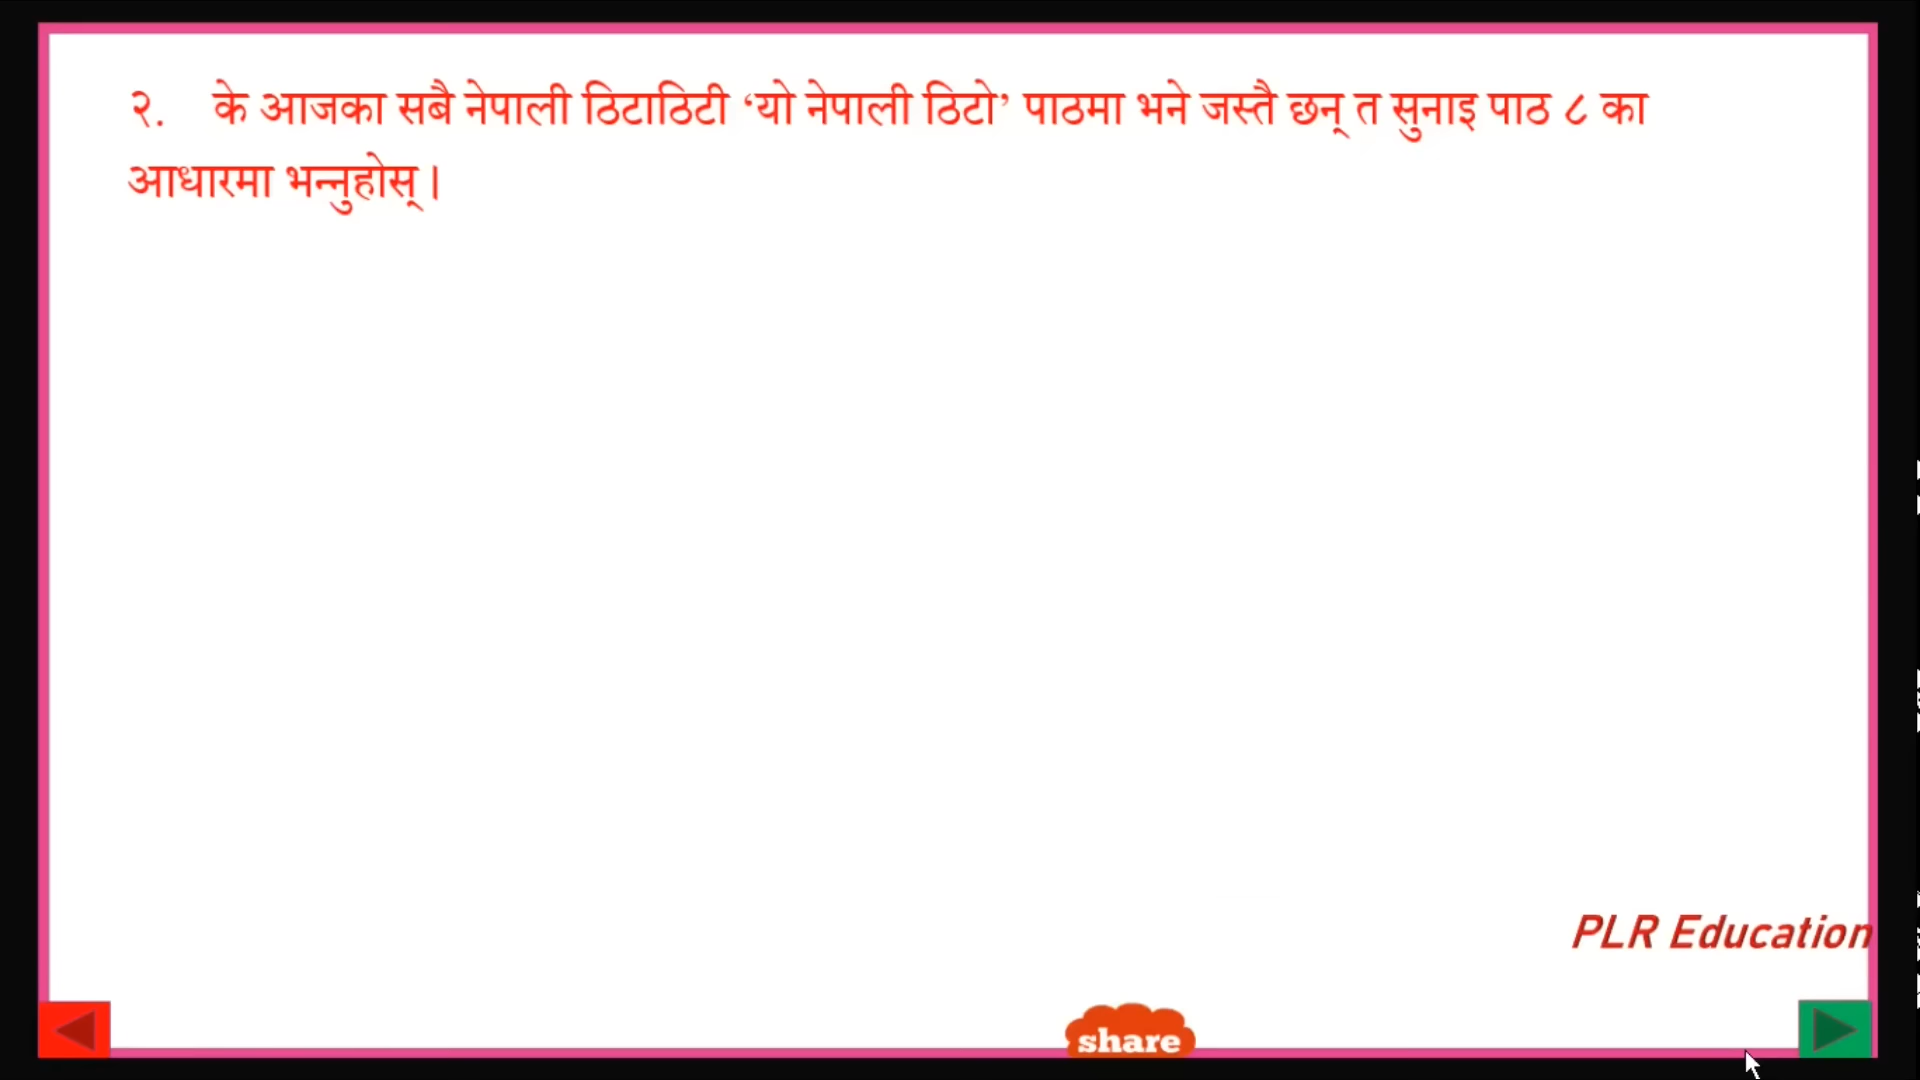 २. के आजका सबै नेपाली ठिटाठिटी ‘यो नेपाली ठिटो’ पाठमा भने जस्तै छन् त सुनाइ पाठ ८ का
आधारमा भन्नुहोस् ।
PLR Education
share